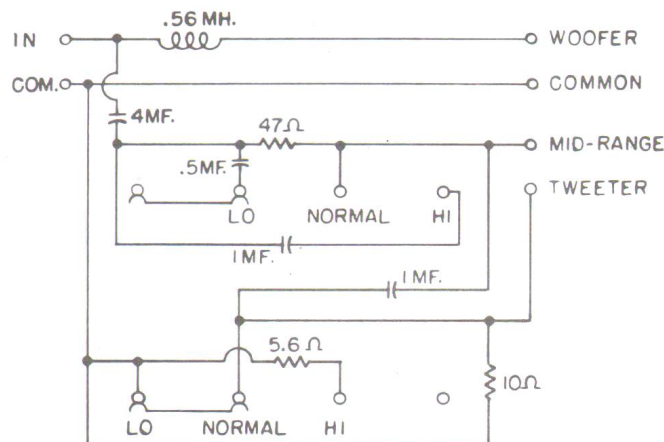 .56 MH.
IN
WOOFER
COM.
COMMON
4MF.
47Ω
MID-RANGE
.5MF.
TWEETER
LO NORMAL HI
1MF.
1MF.
5.6 Ω
10Ω
LO NORMAL HI